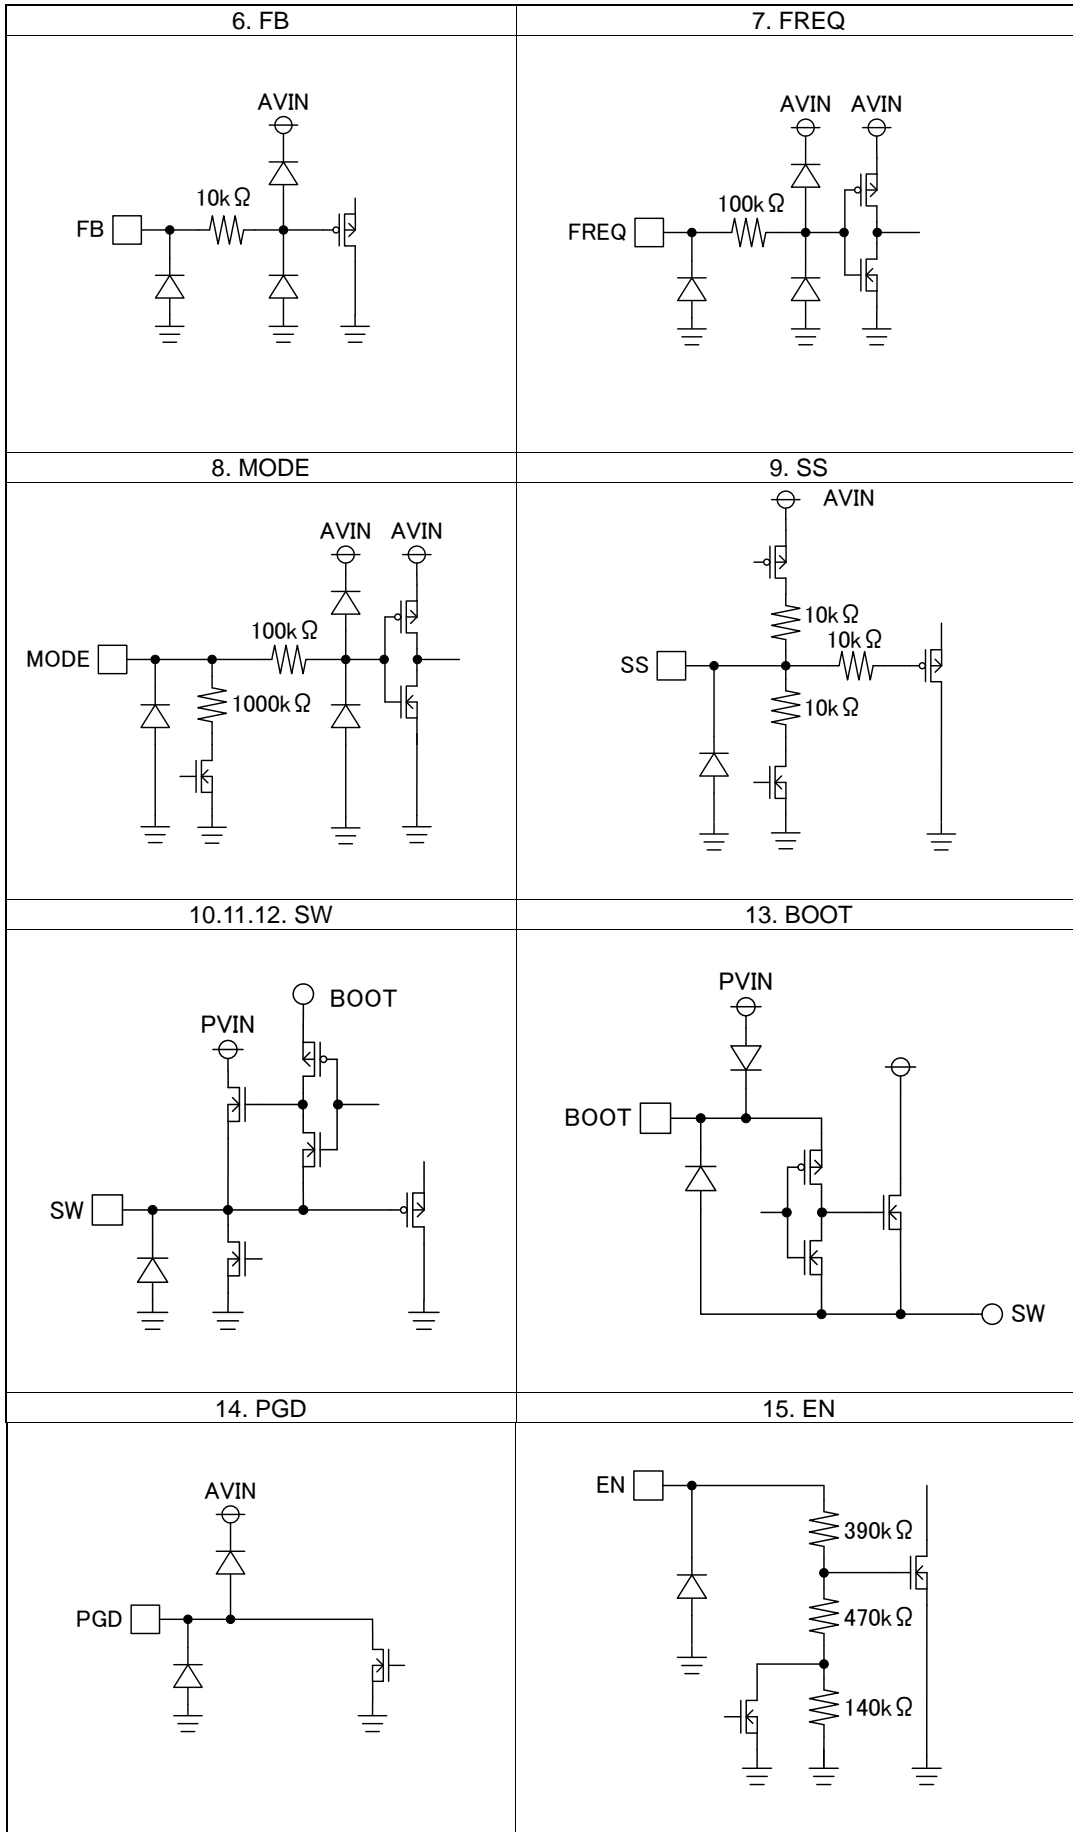 6. FB
7. FREQ
AVIN
10kΩ
FB
AVIN AVIN
100kΩ
FREQ
8. MODE
9. SS
AVIN AVIN
100kΩ
MODE
1000kΩ
AVIN
10kΩ
10kΩ
SS
10kΩ
10.11.12. SW
13. BOOT
BOOT
PVIN
SW
PVIN
BOOT
SW
14. PGD
15. EN
AVIN
PGD
EN
390kΩ
470kΩ
140kΩ